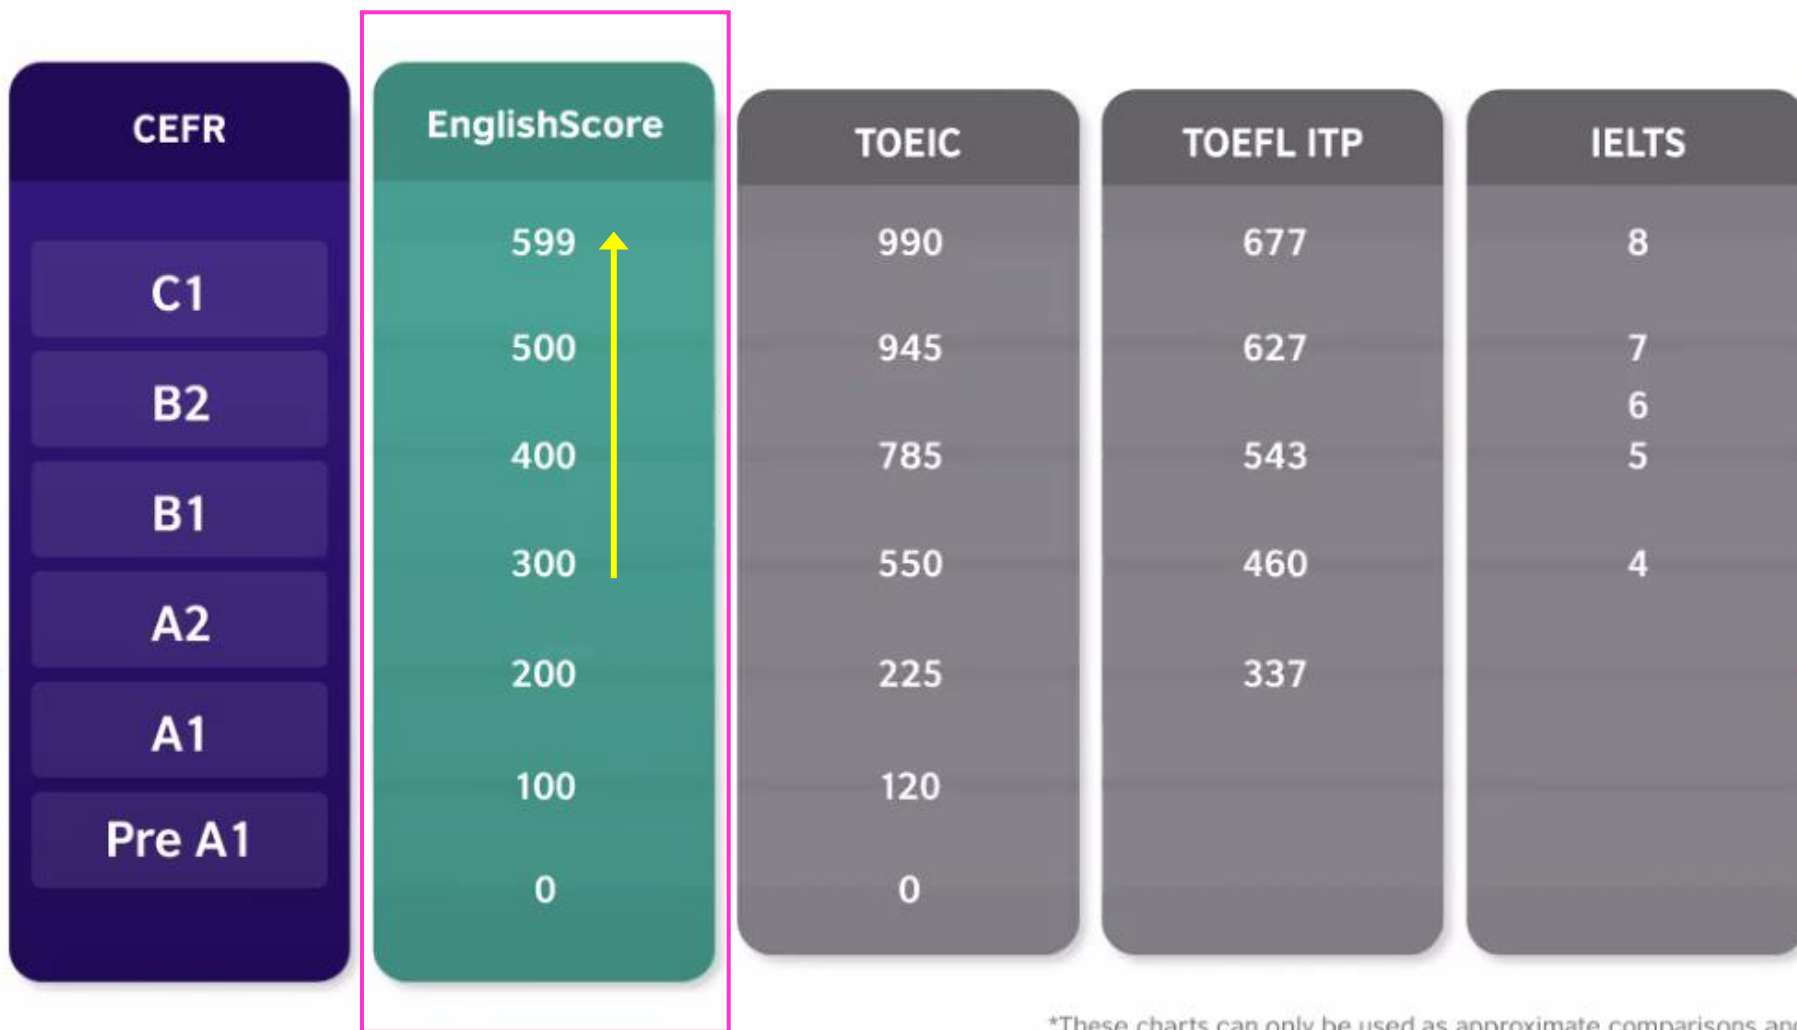 CEFR
EnglishScore
TOEIC
TOEFL ITP
IELTS
C1
B2
B1
A2
A1
Pre A1
599
500
400
300
200
100
0
990
945
785
550
225
120
0
677
627
543
460
337
8
7
6
5
4
*These charts can only be used as approximate comparisons and